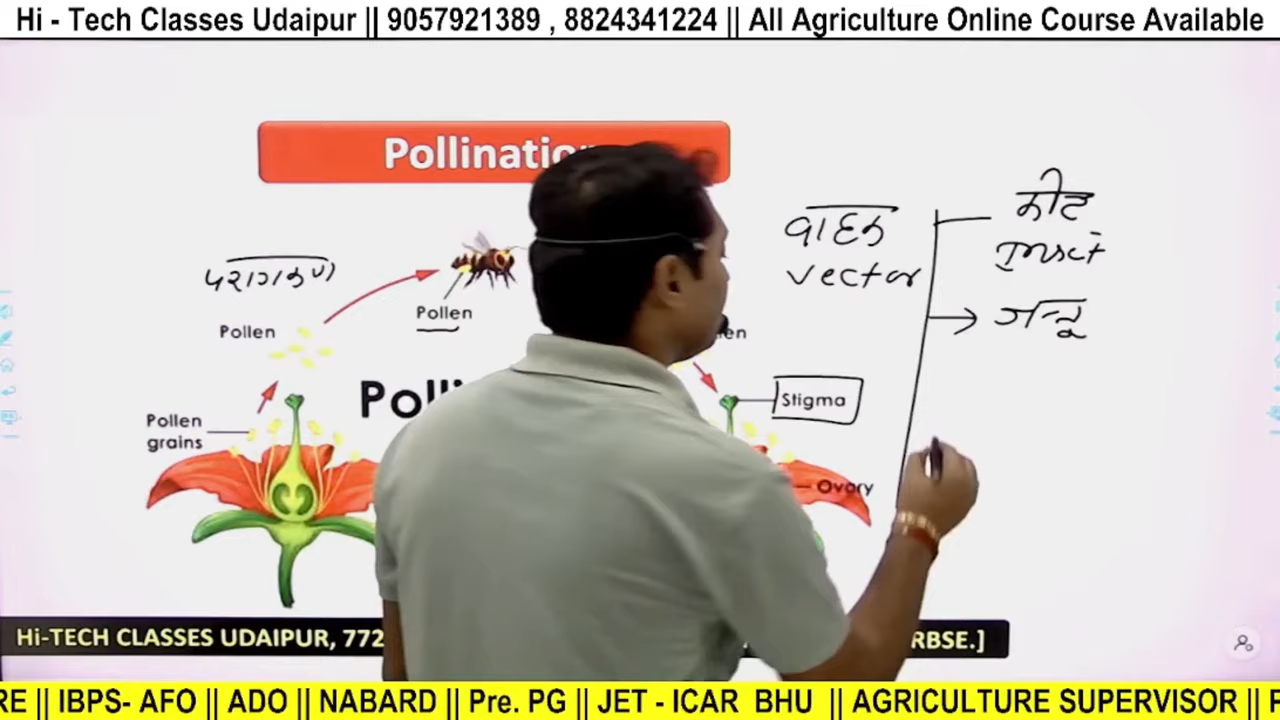 Hi - Tech Classes Udaipur || 9057921389 , 8824341224 || All Agriculture Online Course Available
Pollinatio
परागकण
Pollen
Pollen
Pollen
grains
Poll
en
Stigma
Ovary
वाहक
vector
कीट
जन्तु
Hi-TECH CLASSES UDAIPUR, 772
RBSE.]
RE || IBPS- AFO || ADO || NABARD || Pre. PG || JET - ICAR BHU || AGRICULTURE SUPERVISOR || P